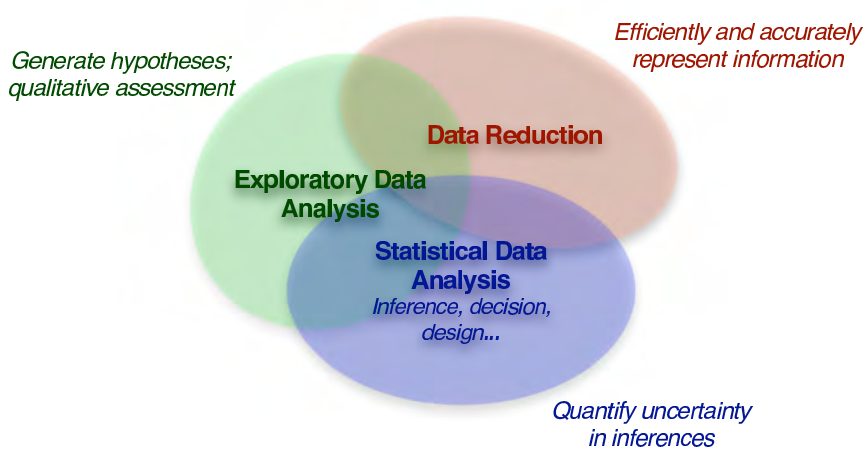 Generate hypotheses;
qualitative assessment
Efficiently and accurately
represent information
Data Reduction
Exploratory Data
Analysis
Statistical Data
Analysis
Inference, decision,
design...
Quantify uncertainty
in inferences